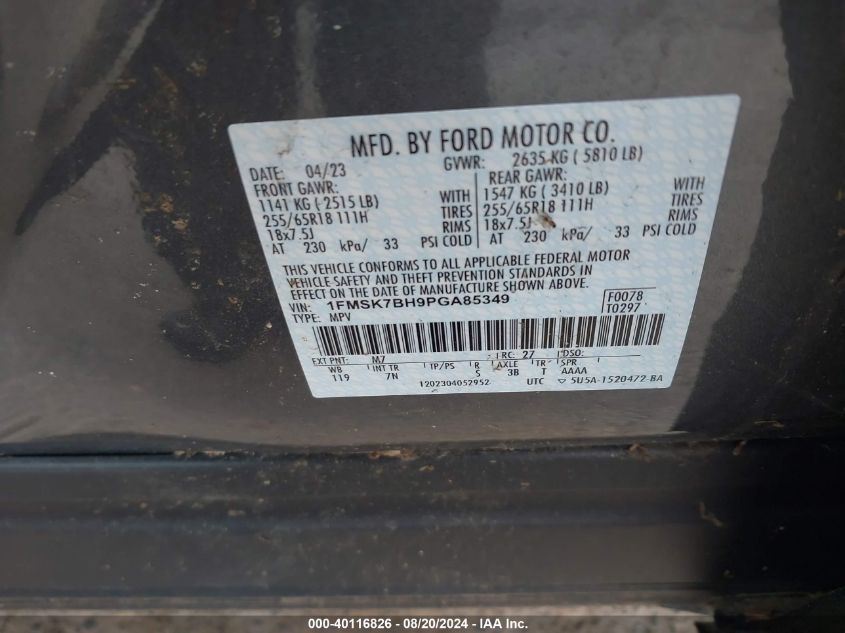 MFD. BY FORD MOTOR CO.
DATE: 04/23 GVWR: 2635 KG ( 5810 LB)
FRONT GAWR: REAR GAWR:
1141 KG ( 2515 LB) WITH 1547 KG ( 3410 LB) WITH
255/65R18 111H TIRES 255/65R18 111H TIRES
18x7.5J RIMS 18x7.5J RIMS
AT 230 kPa/ 33 PSI COLD AT 230 kPa/ 33 PSI COLD
THIS VEHICLE CONFORMS TO ALL APPLICABLE FEDERAL MOTOR
VEHICLE SAFETY AND THEFT PREVENTION STANDARDS IN
EFFECT ON THE DATE OF MANUFACTURE SHOWN ABOVE.
VIN: 1FMSK7BH9PGA85349 F0078
TYPE: MPV T0297
EXT PNT: M7 RC: 27 DSO:
WB INT TR TP/PS R AXLE TR SPR
119 7N S 3B T AAAA
1202304052952 UTC ▽ 5U5A-1520472-BA
000-40116826 - 08/20/2024 - IAA Inc.